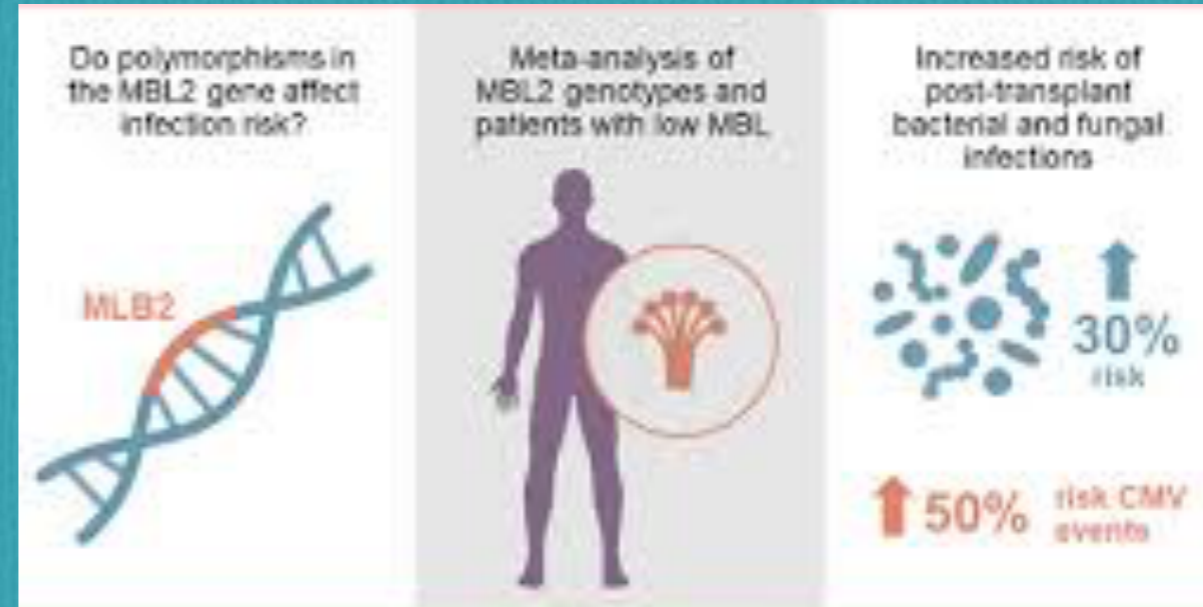 Do polymorphisms in
the MBL2 gene affect
infection risk?
MLB2
Meta-analysis of
MBL2 genotypes and
patients with low MBL
Increased risk of
post-transplant
bacterial and fungal
infections
30%
risk
50%
risk CMV
events